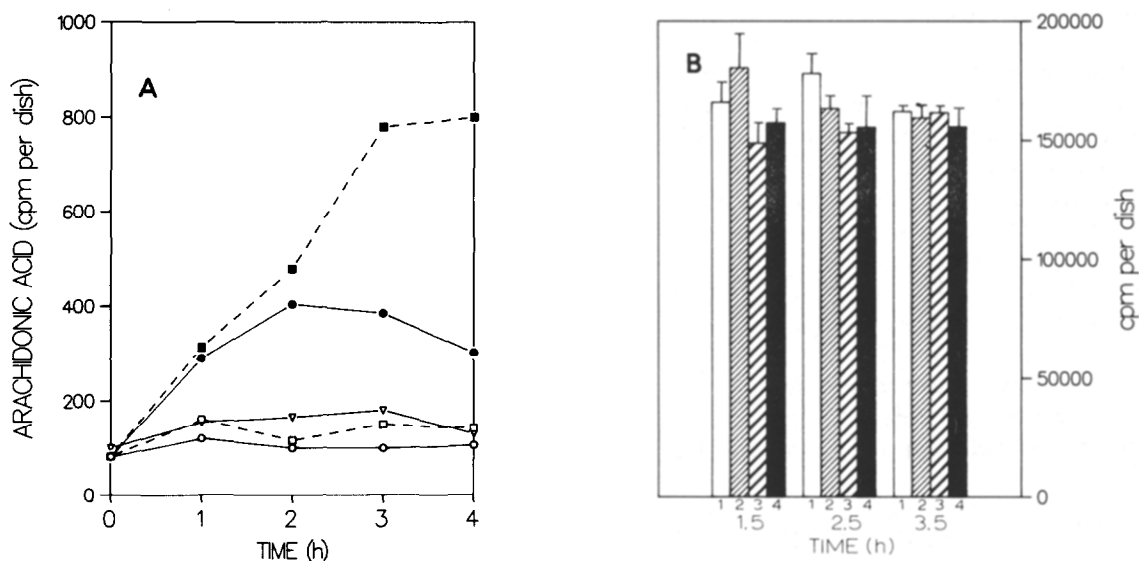 A
ARACHIDONIC ACID (cpm per dish)
1000
800
600
400
200
0
0 1 2 3 4
TIME (h)
B
200000
150000
100000
50000
0
cpm per dish
1 2 3 4 1 2 3 4 1 2 3 4
1.5 2.5 3.5
TIME (h)